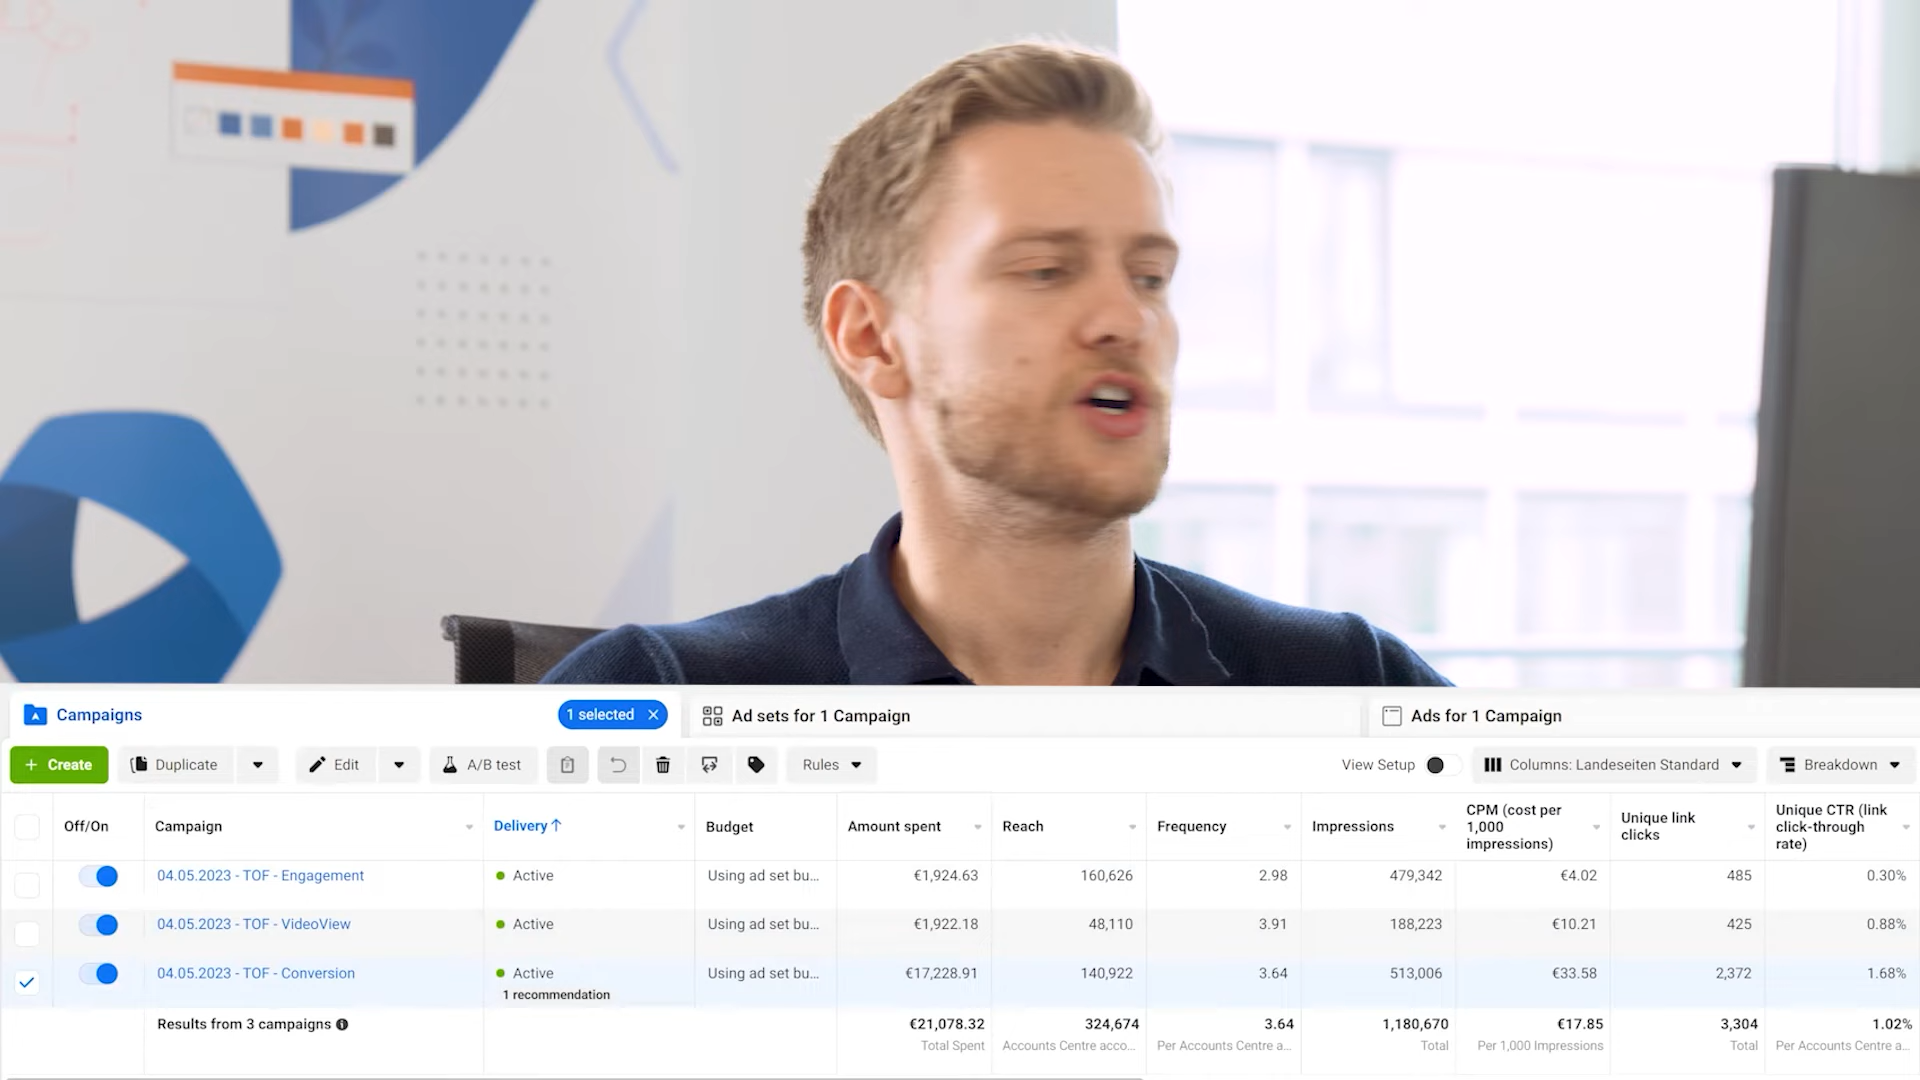 Campaigns
1 selected
Ad sets for 1 Campaign
Ads for 1 Campaign
+ Create
Duplicate
Edit
A/B test
Rules
View Setup
Columns: Landeseiten Standard
Breakdown
Off/On
Campaign
Delivery ↑
Budget
Amount spent
Reach
Frequency
Impressions
CPM (cost per
1,000
impressions)
Unique link
clicks
Unique CTR (link
click-through
rate)
04.05.2023 - TOF - Engagement
Active
Using ad set bu...
€1,924.63
160,626
2.98
479,342
€4.02
485
0.30%
04.05.2023 - TOF - VideoView
Active
Using ad set bu...
€1,922.18
48,110
3.91
188,223
€10.21
425
0.88%
04.05.2023 - TOF - Conversion
Active
1 recommendation
Using ad set bu...
€17,228.91
140,922
3.64
513,006
€33.58
2,372
1.68%
Results from 3 campaigns
€21,078.32
Total Spent
324,674
Accounts Centre acco...
3.64
Per Accounts Centre a...
1,180,670
Total
€17.85
Per 1,000 Impressions
3,304
Total
1.02%
Per Accounts Centre a...